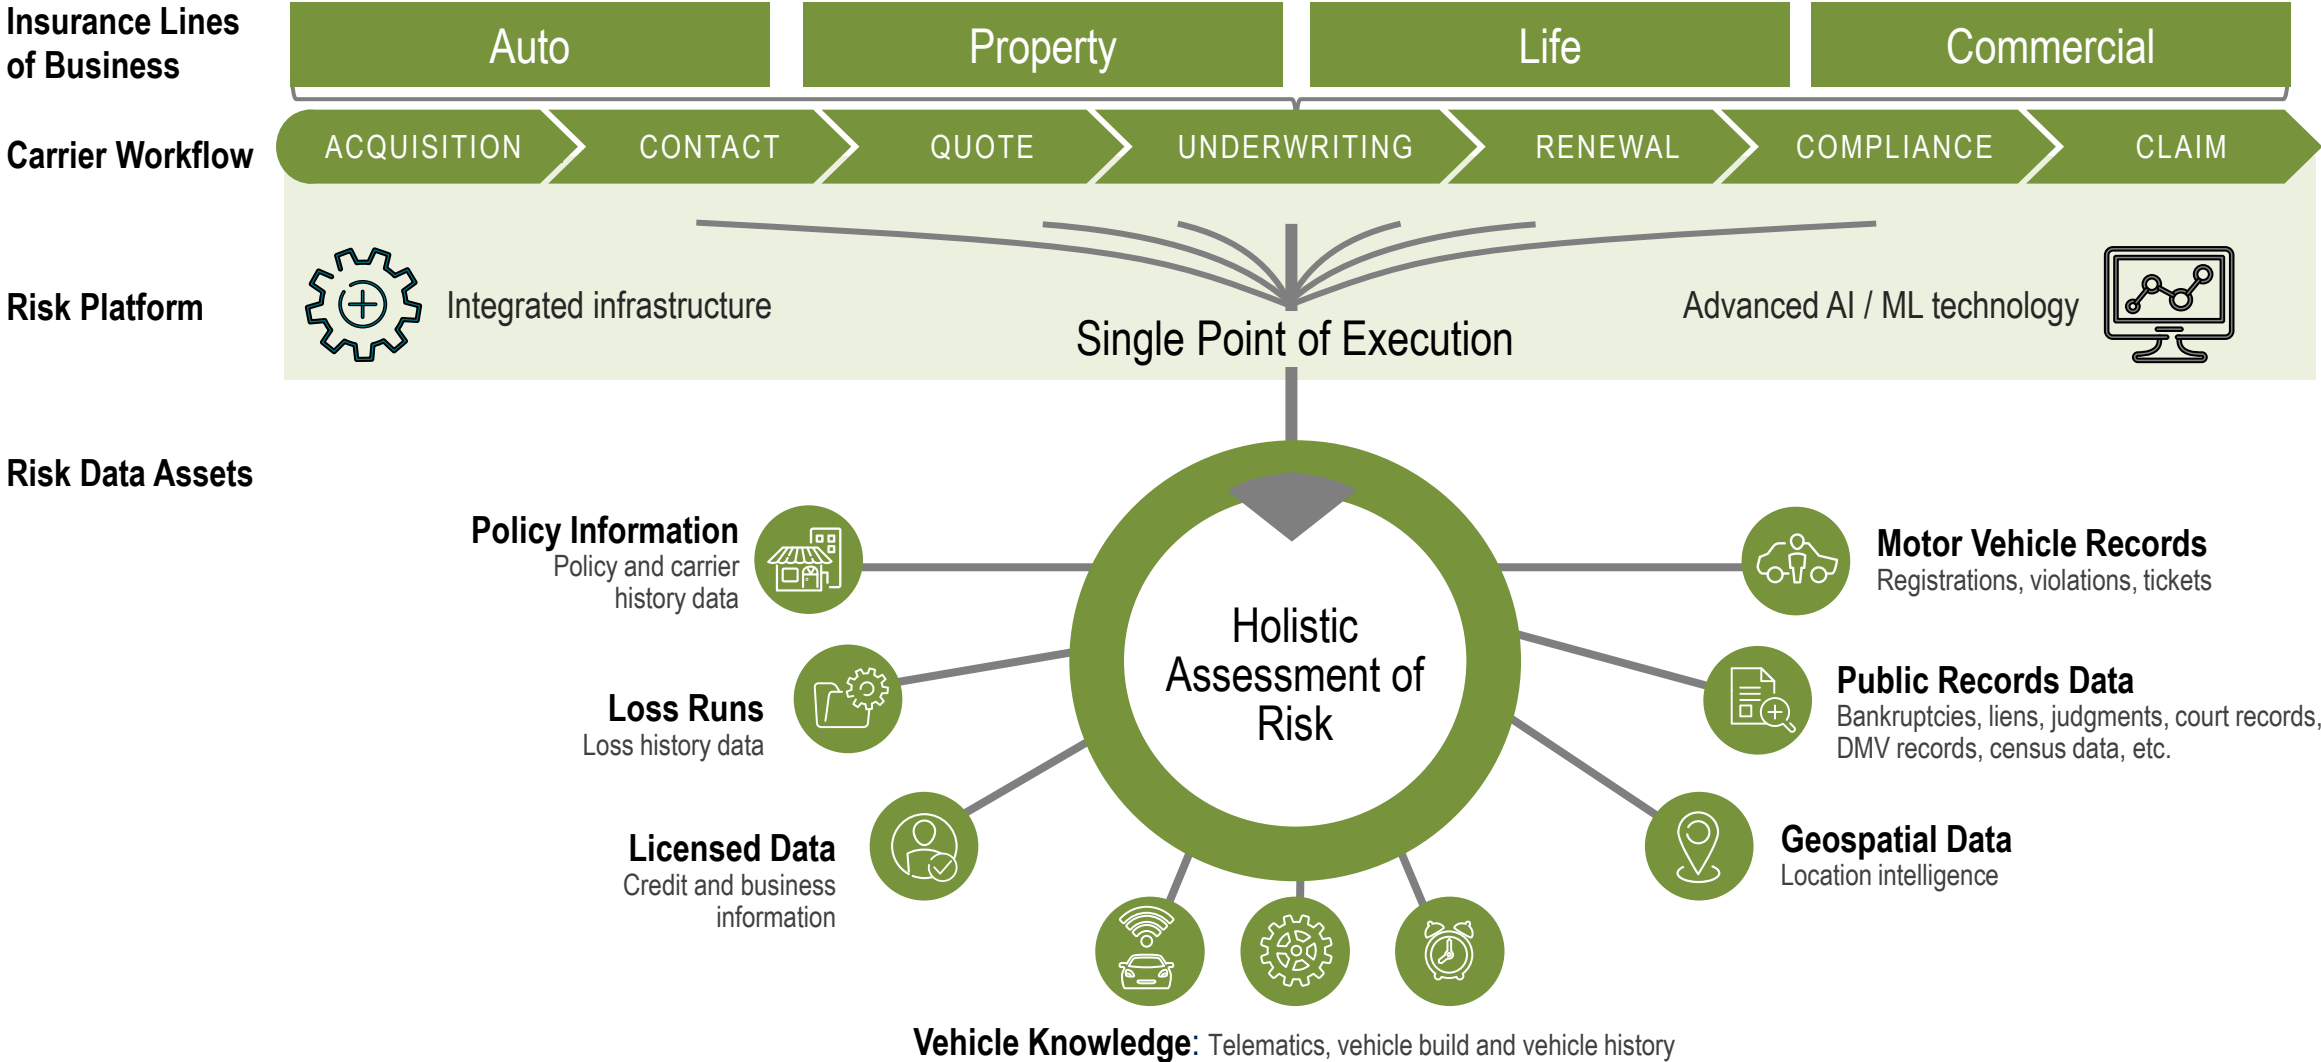 Insurance Lines
of Business
Auto
Property
Life
Commercial
Carrier Workflow
ACQUISITION
CONTACT
QUOTE
UNDERWRITING
RENEWAL
COMPLIANCE
CLAIM
Risk Platform
Integrated infrastructure
Single Point of Execution
Advanced AI / ML technology
Risk Data Assets
Holistic
Assessment of
Risk
Policy Information
Policy and carrier
history data
Loss Runs
Loss history data
Licensed Data
Credit and business
information
Motor Vehicle Records
Registrations, violations, tickets
Public Records Data
Bankruptcies, liens, judgments, court records,
DMV records, census data, etc.
Geospatial Data
Location intelligence
Vehicle Knowledge: Telematics, vehicle build and vehicle history